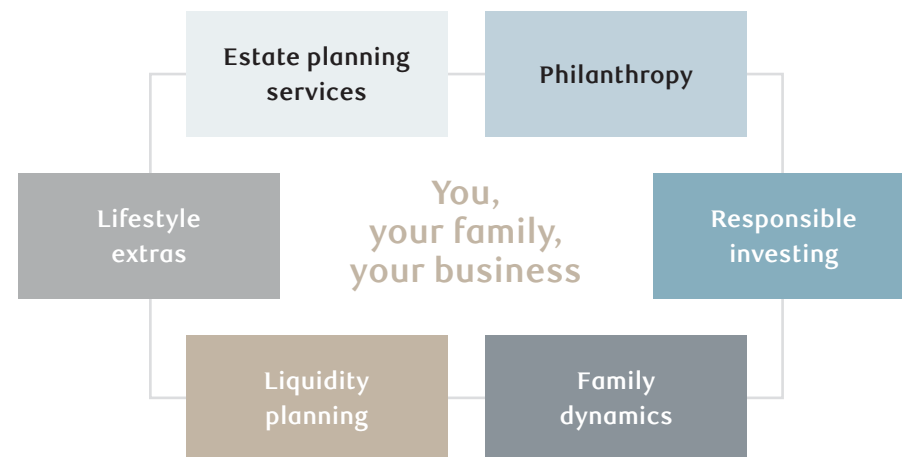 Estate planning
services
Philanthropy
Lifestyle
extras
You,
your family,
your business
Responsible
investing
Liquidity
planning
Family
dynamics